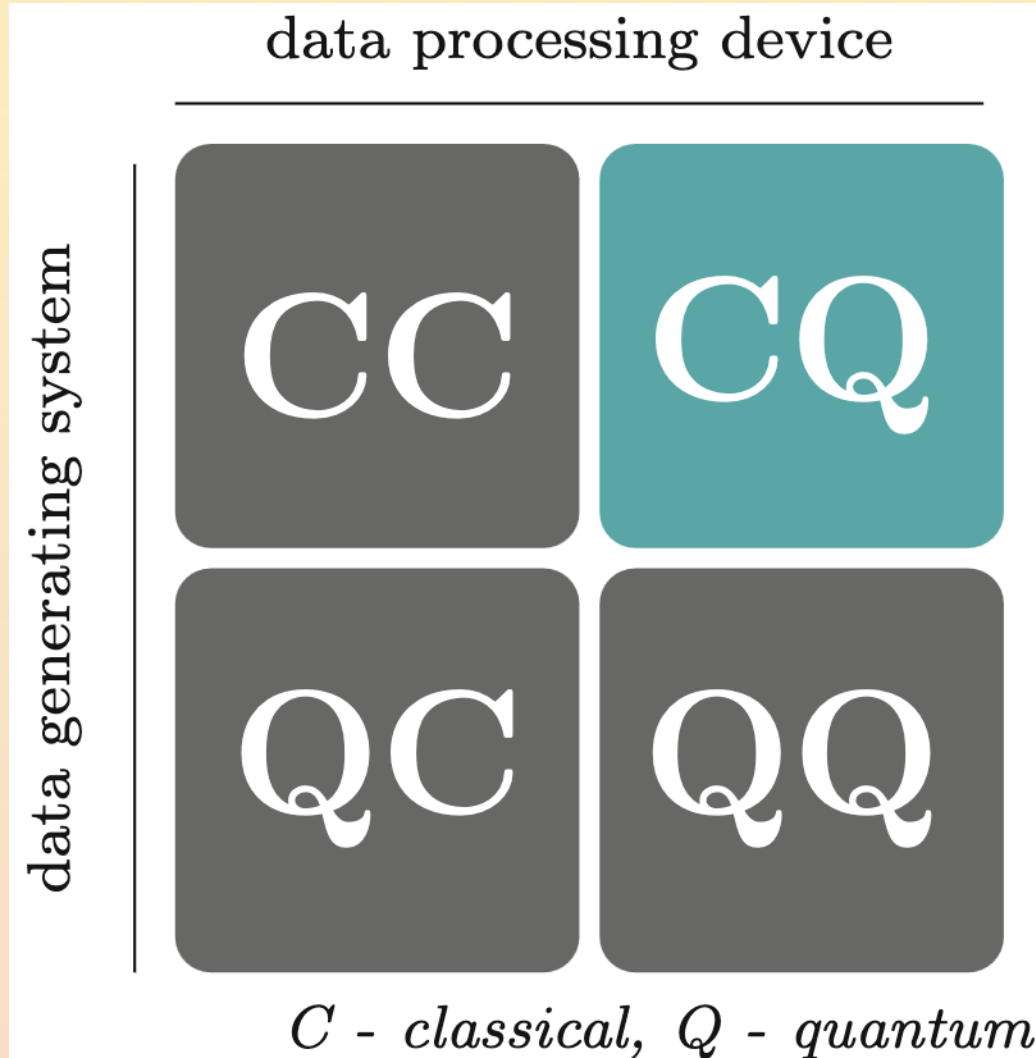 data processing device
data generating system
CC
CQ
QC
QQ
C - classical, Q - quantum